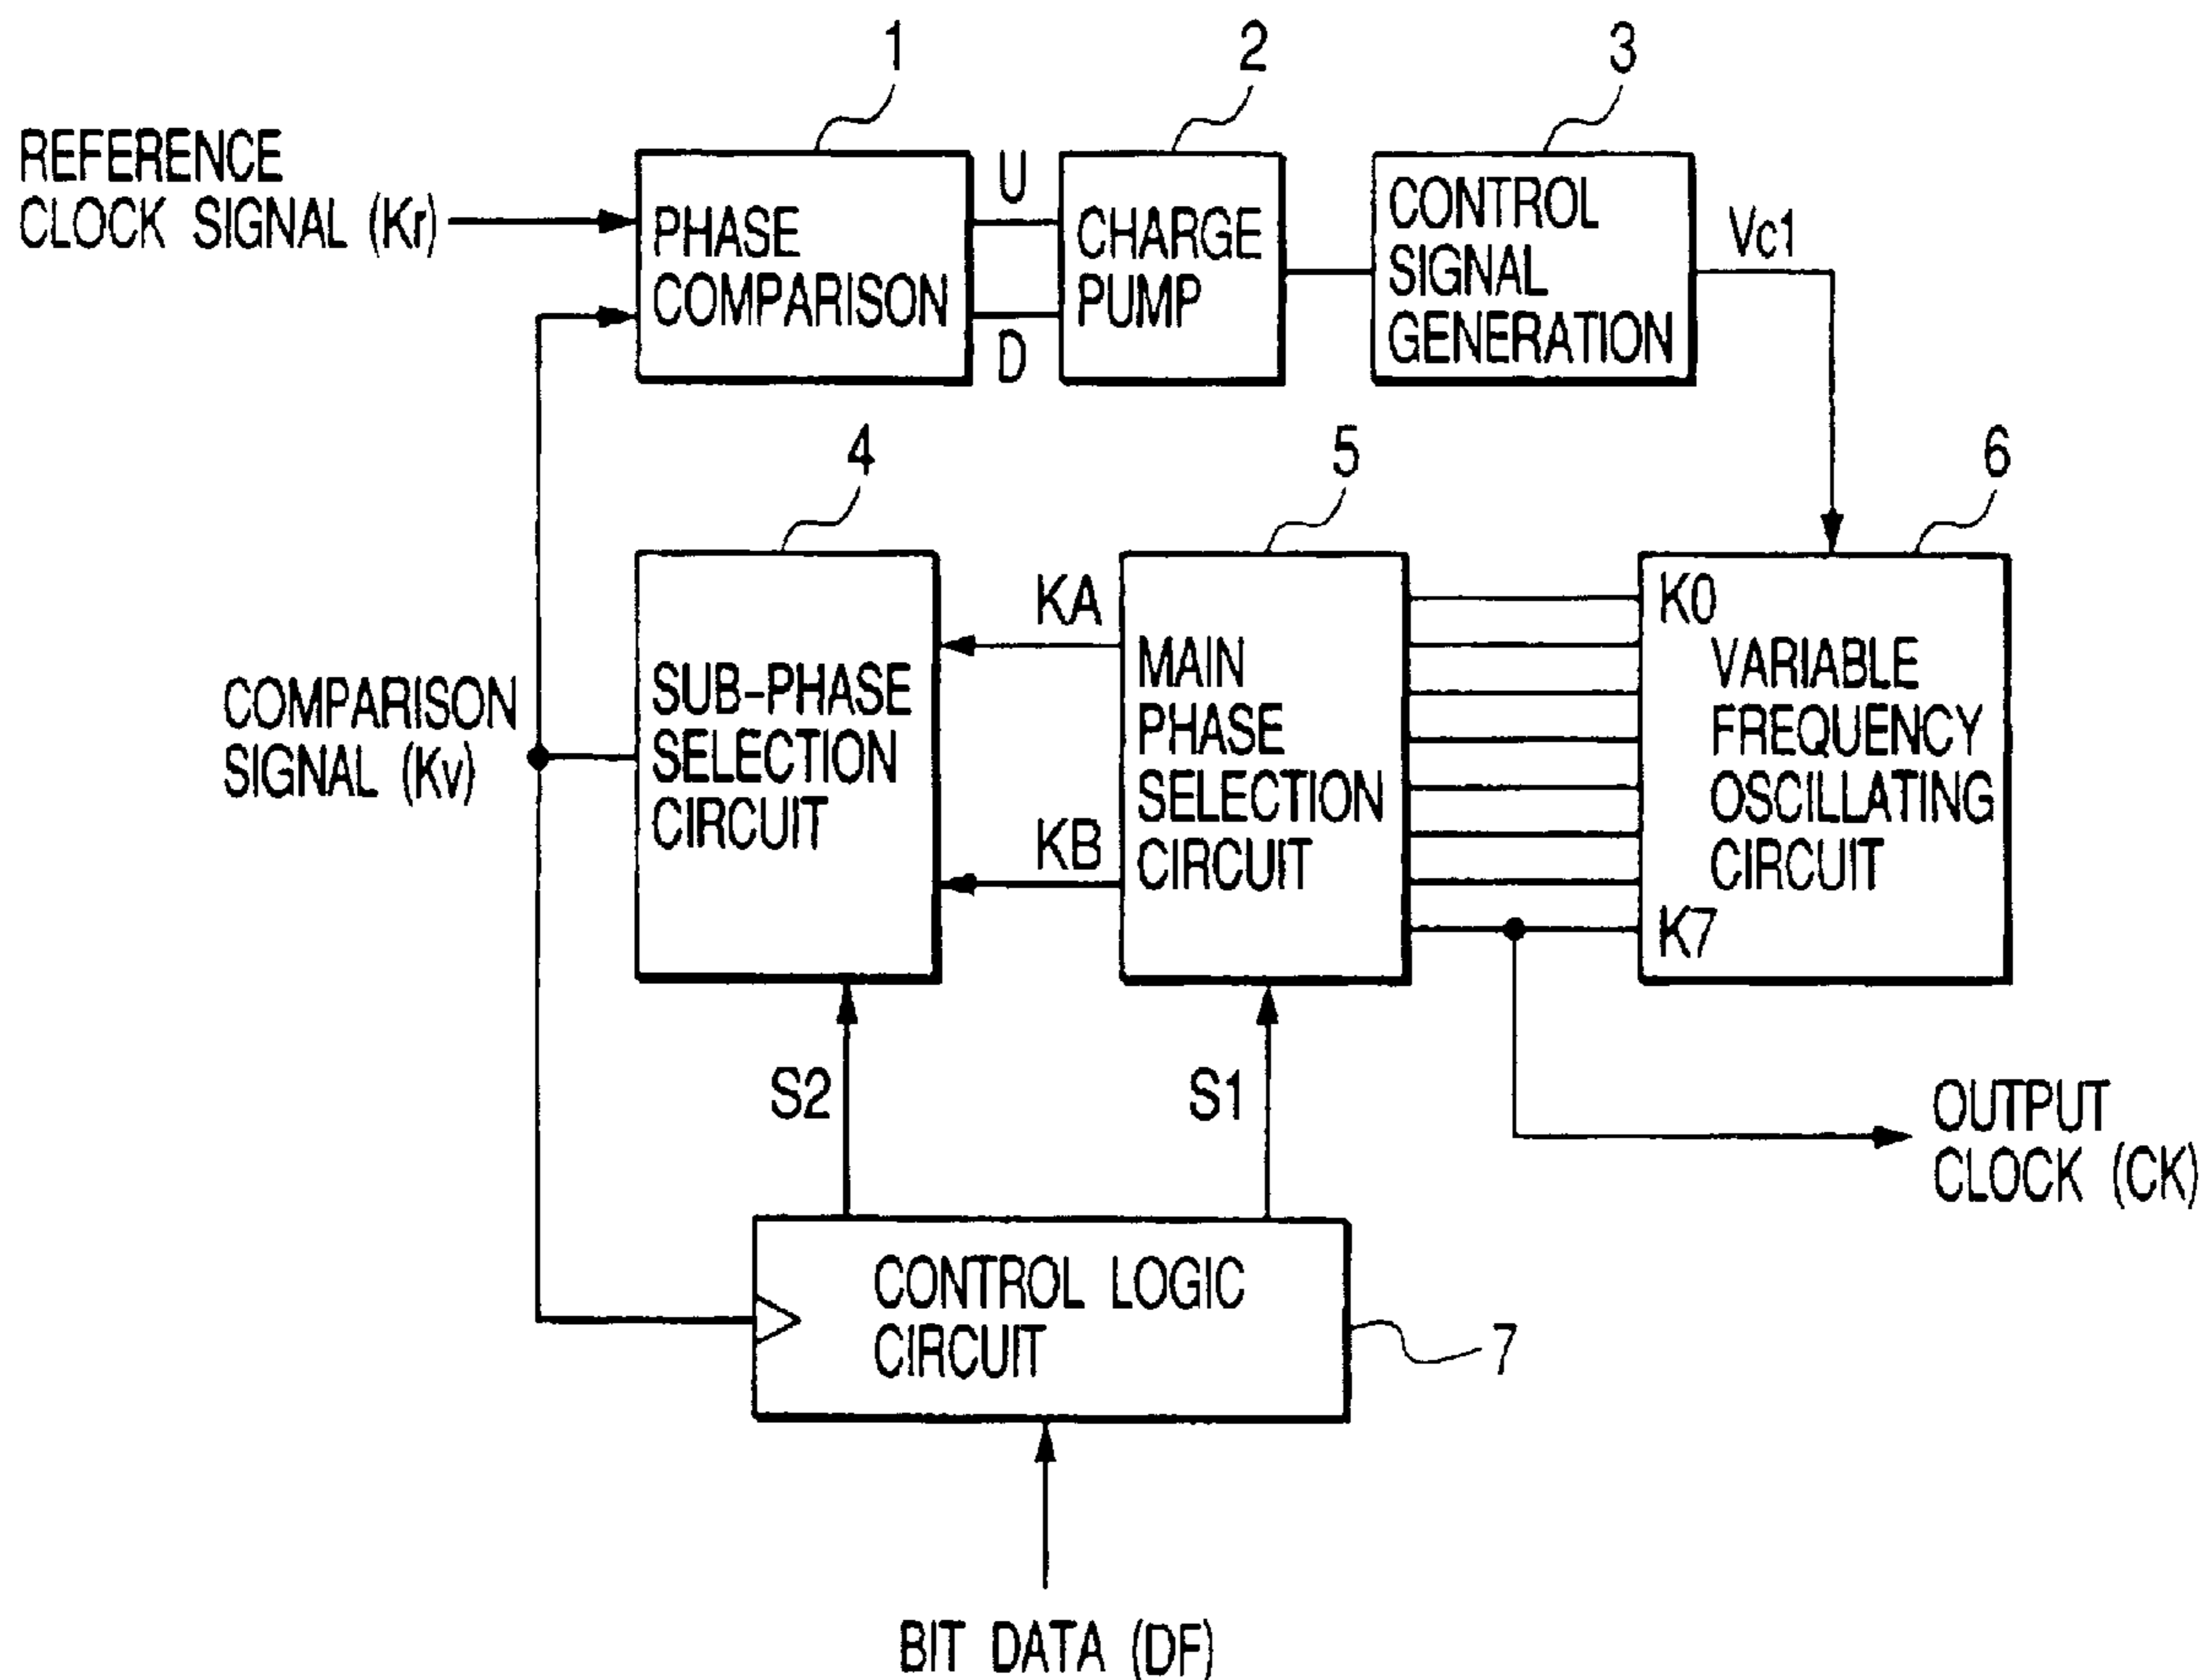 1
2
3
REFERENCE
CLOCK SIGNAL (Kr)
PHASE
COMPARISON
U
D
CHARGE
PUMP
CONTROL
SIGNAL
GENERATION
Vc1
4
5
6
COMPARISON
SIGNAL (Kv)
SUB-PHASE
SELECTION
CIRCUIT
KA
KB
MAIN
PHASE
SELECTION
CIRCUIT
K0
VARIABLE
FREQUENCY
OSCILLATING
CIRCUIT
K7
S2
S1
OUTPUT
CLOCK (CK)
CONTROL LOGIC
CIRCUIT
7
BIT DATA (DF)